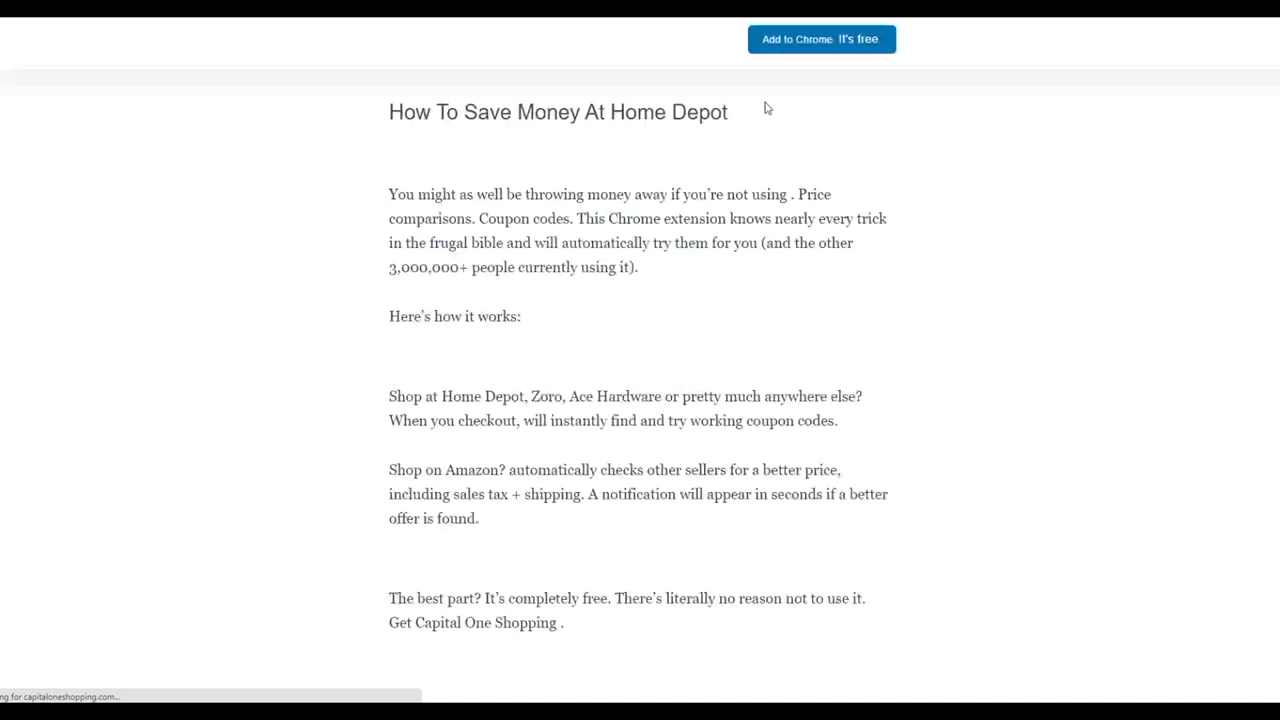 Add to Chrome. It's free
How To Save Money At Home Depot
You might as well be throwing money away if you're not using . Price
comparisons. Coupon codes. This Chrome extension knows nearly every trick
in the frugal bible and will automatically try them for you (and the other
3,000,000+ people currently using it).
Here's how it works:
Shop at Home Depot, Zoro, Ace Hardware or pretty much anywhere else?
When you checkout, will instantly find and try working coupon codes.
Shop on Amazon? automatically checks other sellers for a better price,
including sales tax + shipping. A notification will appear in seconds if a better
offer is found.
The best part? It's completely free. There's literally no reason not to use it.
Get Capital One Shopping .
ng for capitaloneshopping.com...